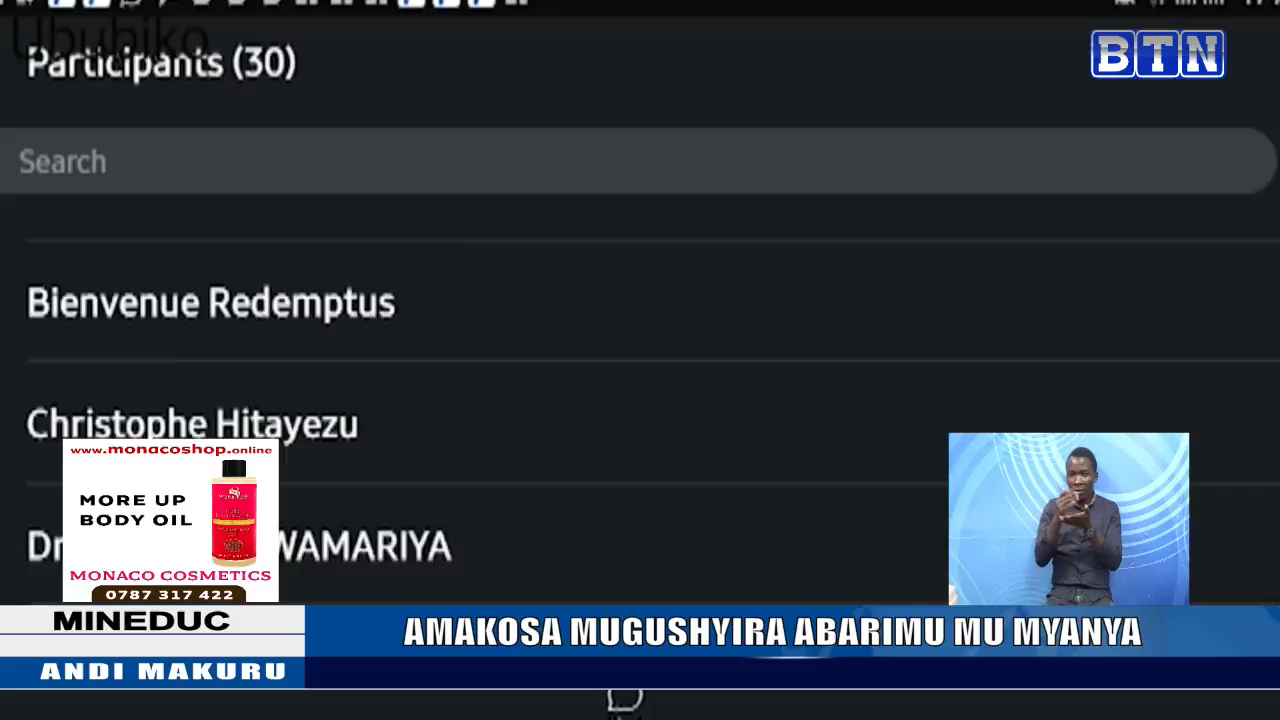 Ububiko
Participants (30)
BTN
Search
Bienvenue Redemptus
Christophe Hitayezu
www.monacoshop.online
MORE UP
BODY OIL
MONACO COSMETICS
0787 317 422
WAMARIYA
MINEDUC
AMAKOSA MUGUSHYIRA ABARIMU MU MYANYA
ANDI MAKURU